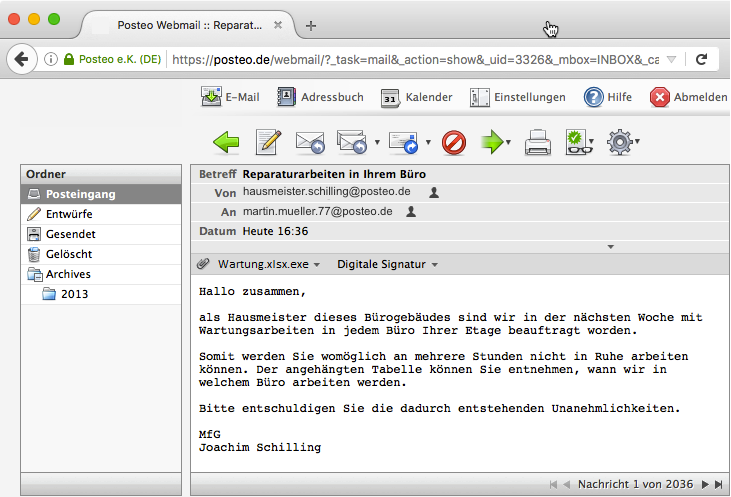 Posteo Webmail :: Reparat…
Posteo e.K. (DE) https://posteo.de/webmail/?_task=mail&_action=show&_uid=3326&_mbox=INBOX&_ca
E-Mail Adressbuch 31 Kalender Einstellungen ? Hilfe Abmelden
Ordner
Posteingang
Entwürfe
Gesendet
Gelöscht
Archives
2013
Betreff Reparaturarbeiten in Ihrem Büro
Von hausmeister.schilling@posteo.de
An martin.mueller.77@posteo.de
Datum Heute 16:36
Wartung.xlsx.exe Digitale Signatur
Hallo zusammen,
als Hausmeister dieses Bürogebäudes sind wir in der nächsten Woche mit
Wartungsarbeiten in jedem Büro Ihrer Etage beauftragt worden.
Somit werden Sie womöglich an mehrere Stunden nicht in Ruhe arbeiten
können. Der angehängten Tabelle können Sie entnehmen, wann wir in
welchem Büro arbeiten werden.
Bitte entschuldigen Sie die dadurch entstehenden Unanehmlichkeiten.
MfG
Joachim Schilling
Nachricht 1 von 2036